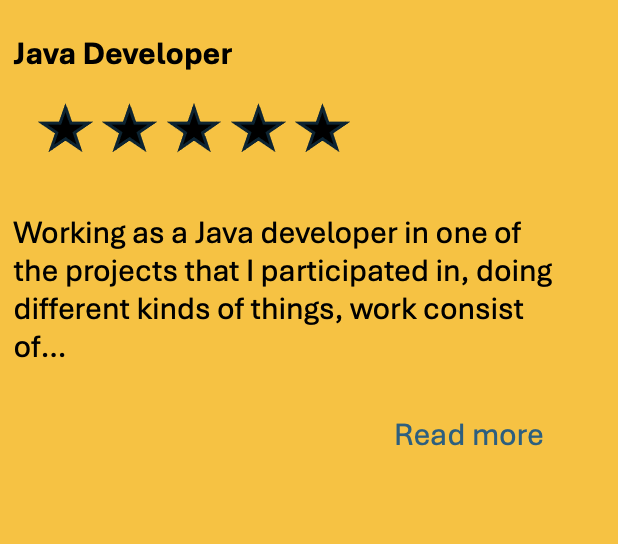 Java Developer
Working as a Java developer in one of
the projects that I participated in, doing
different kinds of things, work consist
of...
Read more